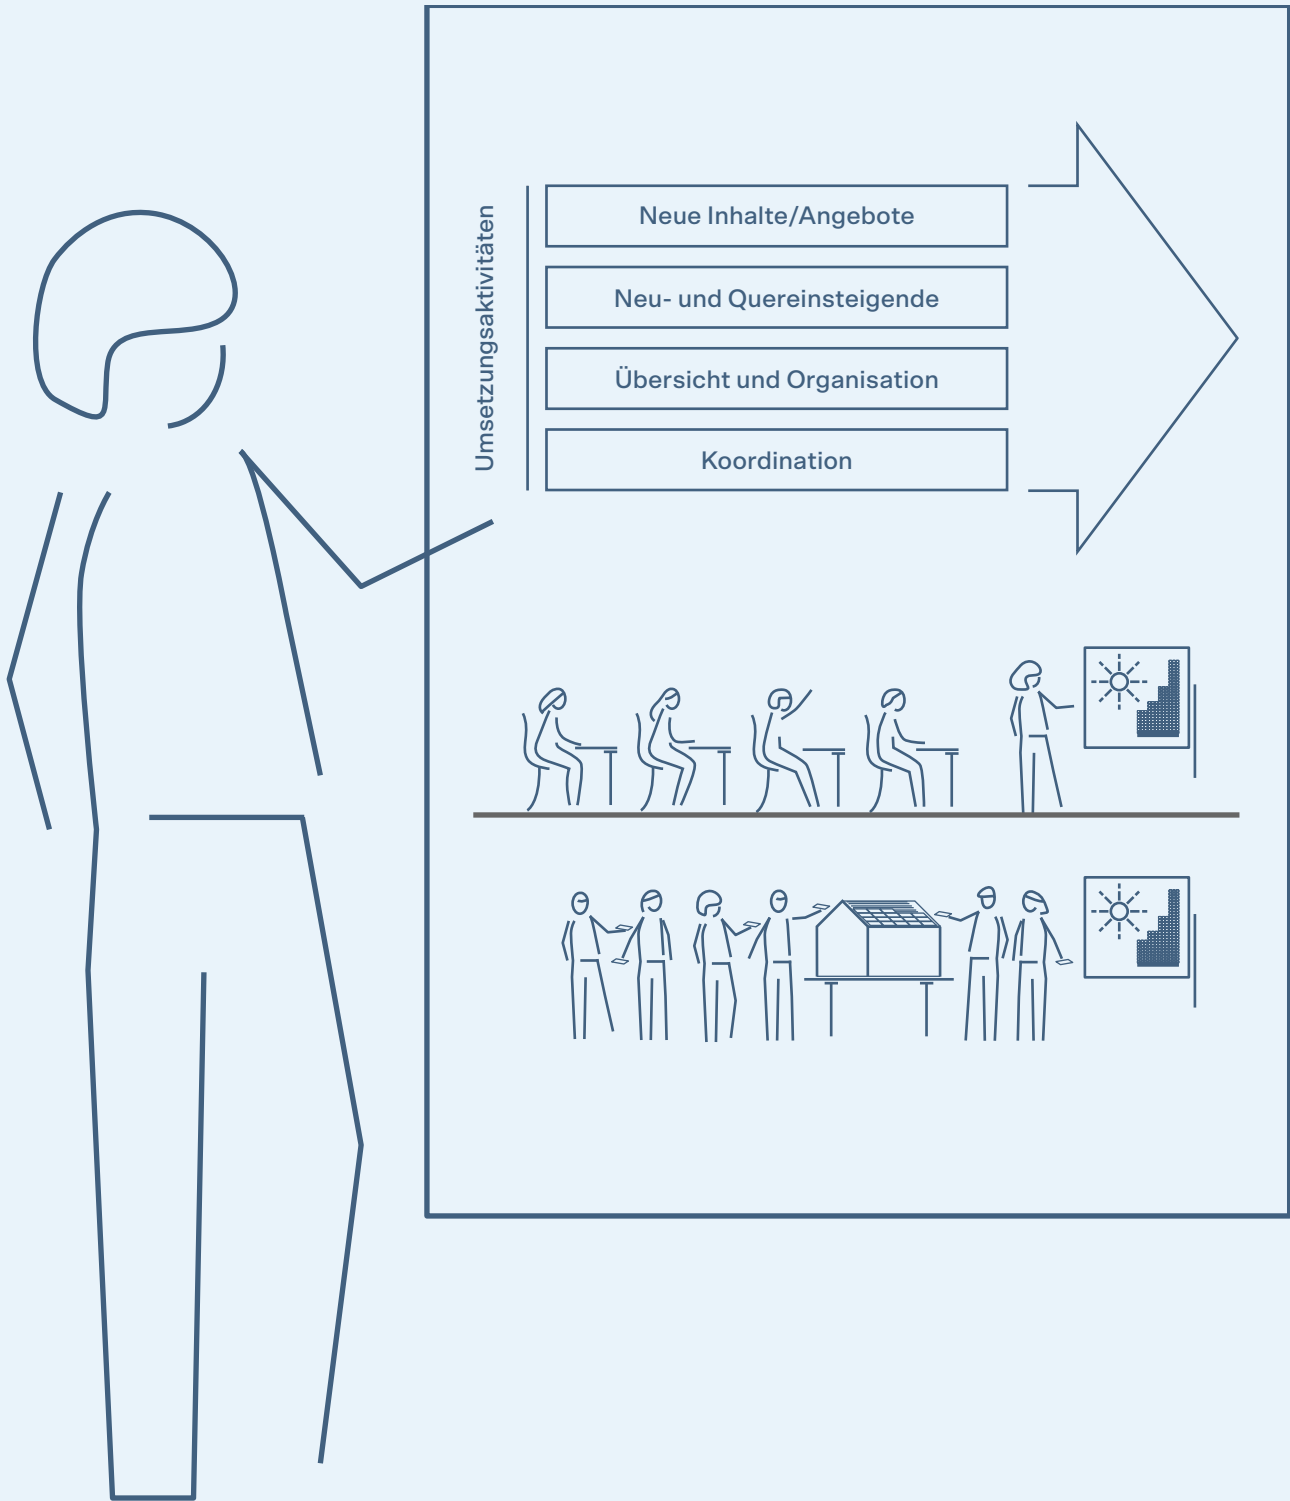 Umsetzungsaktivitäten
Neue Inhalte/Angebote
Neu- und Quereinsteigende
Übersicht und Organisation
Koordination